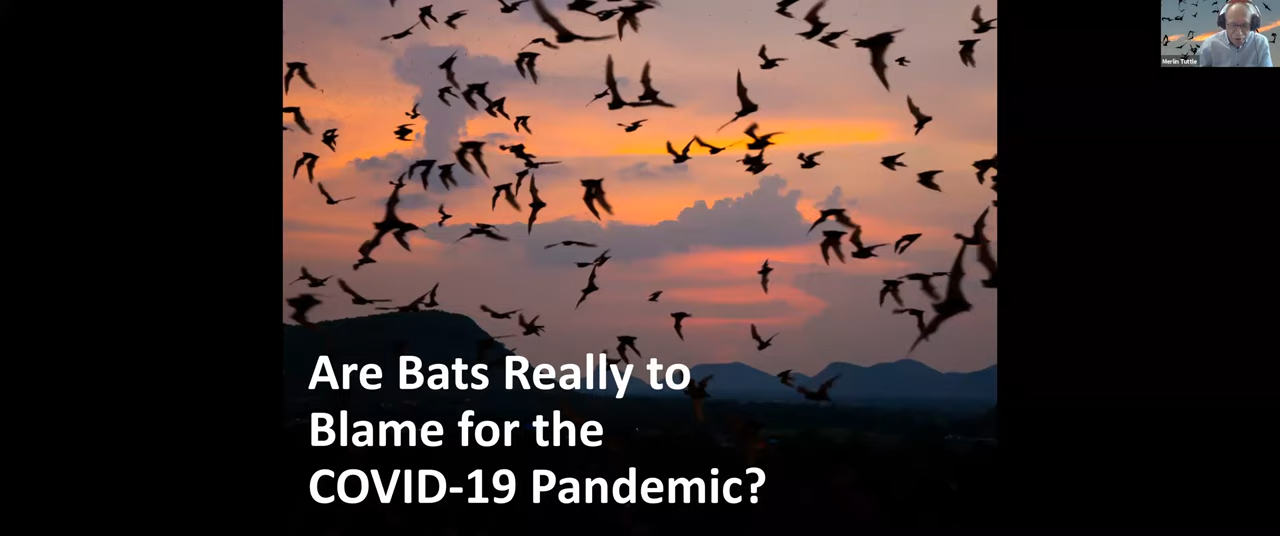 Merlin Tuttle
Are Bats Really to
Blame for the
COVID-19 Pandemic?